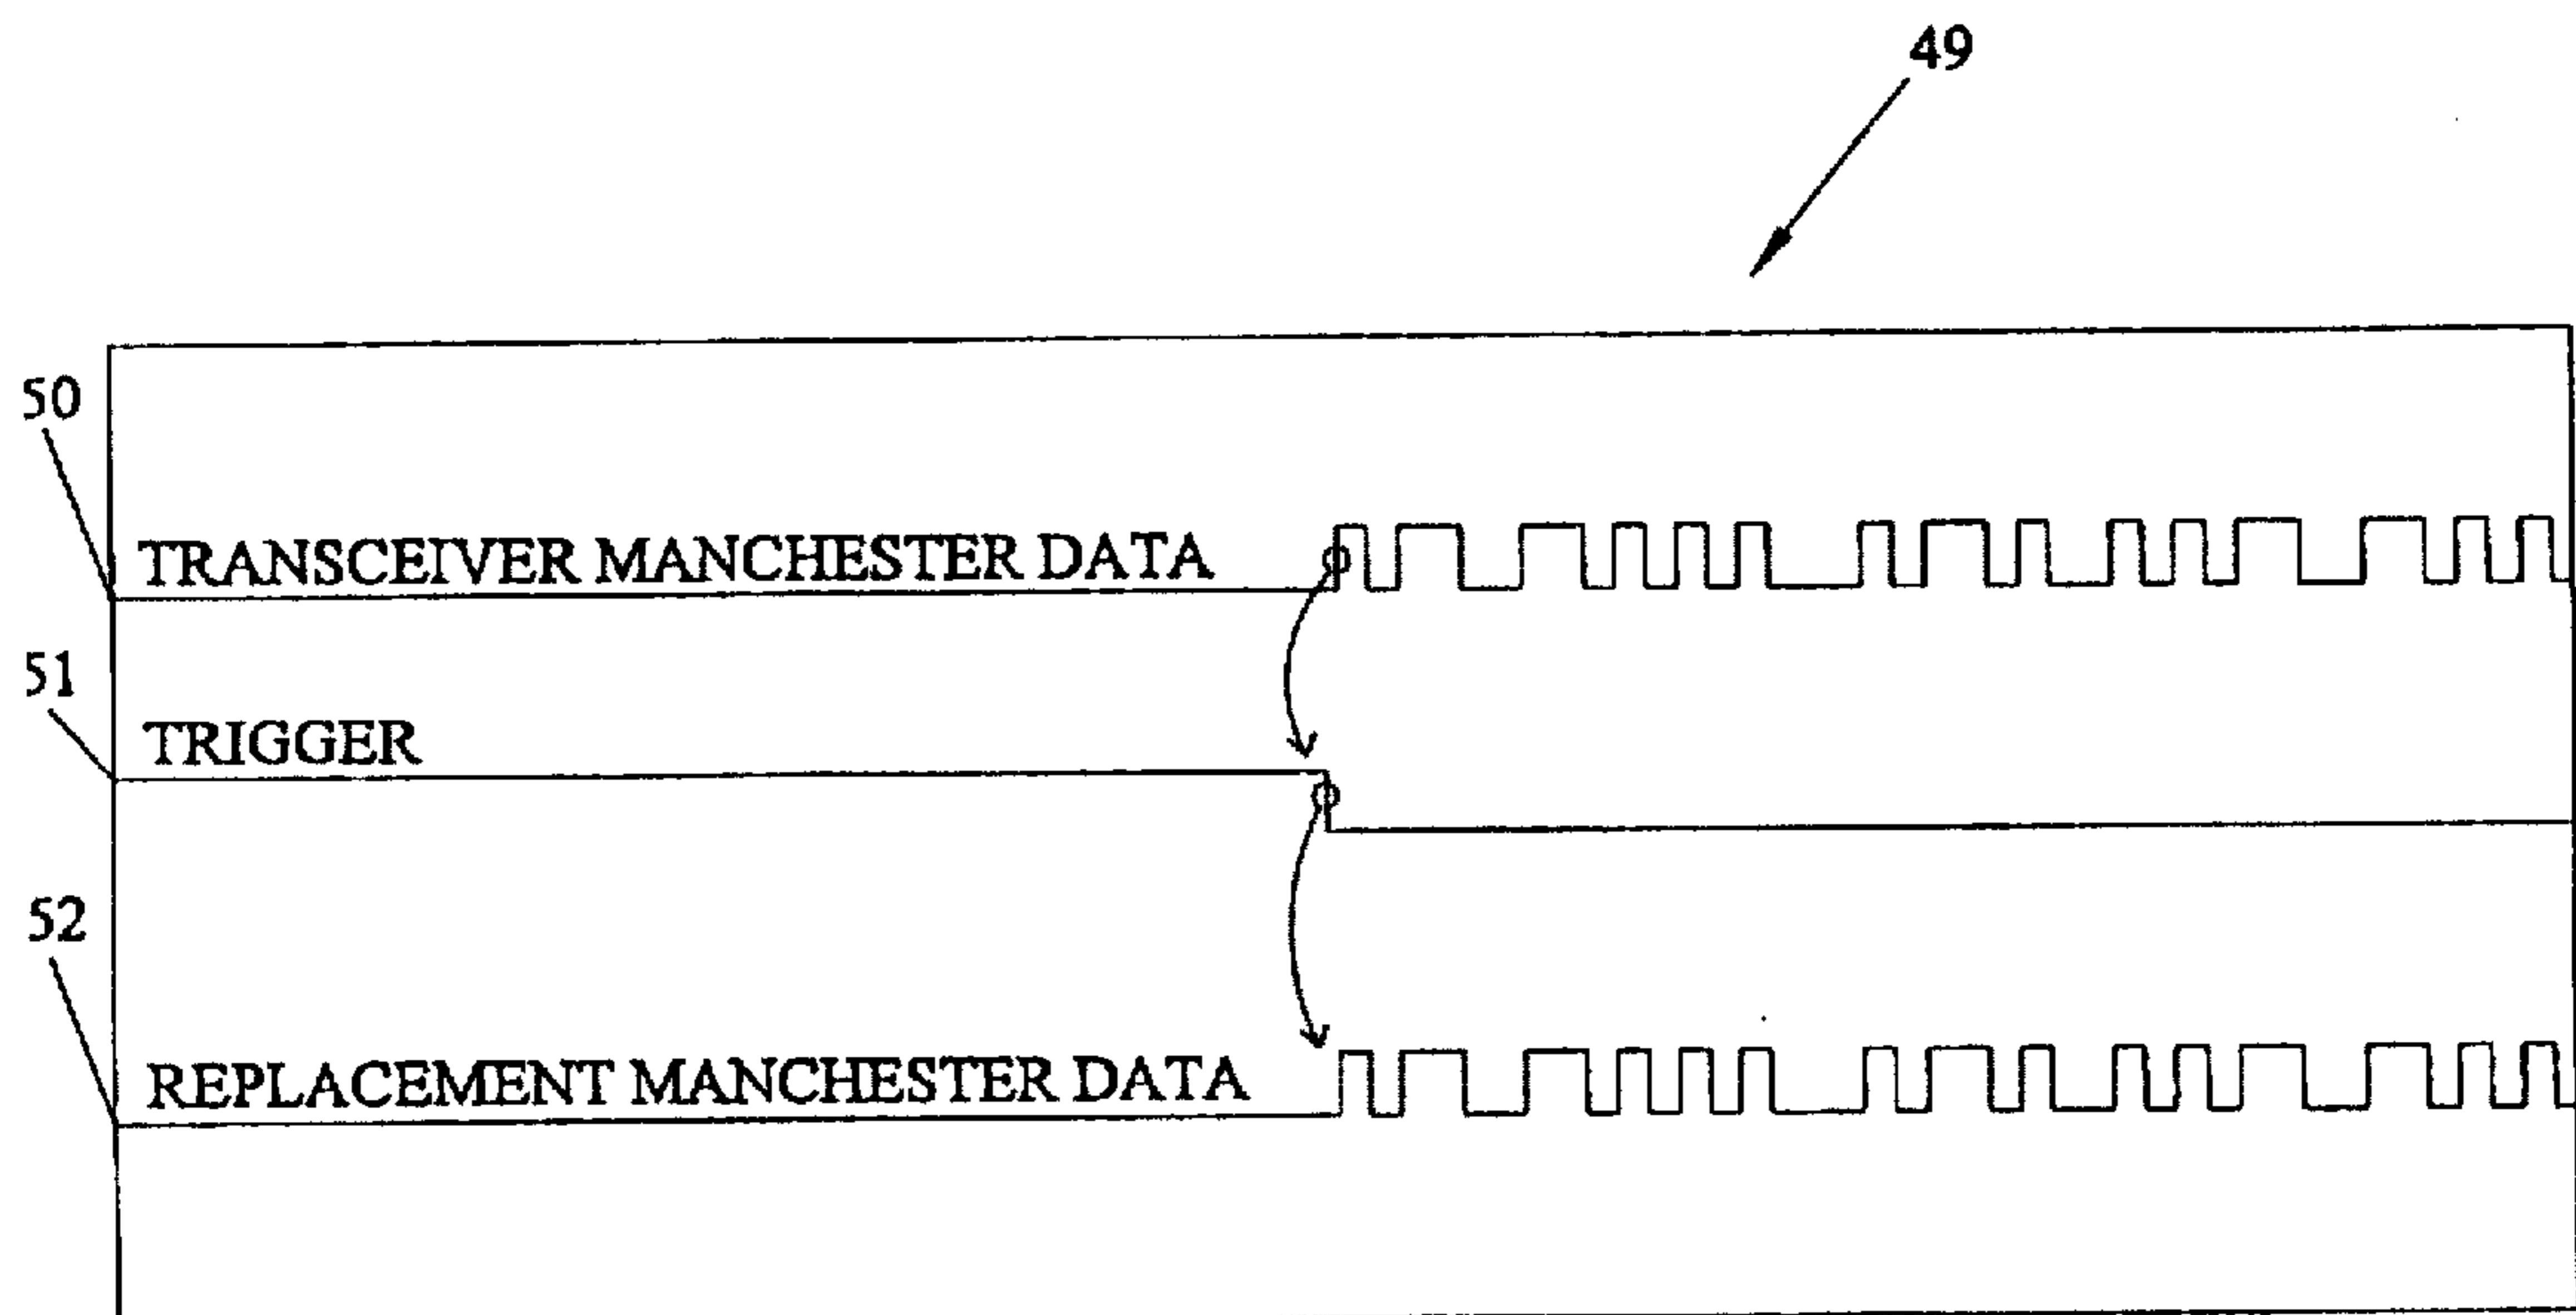 49
50
TRANSCEIVER MANCHESTER DATA
51
TRIGGER
52
REPLACEMENT MANCHESTER DATA